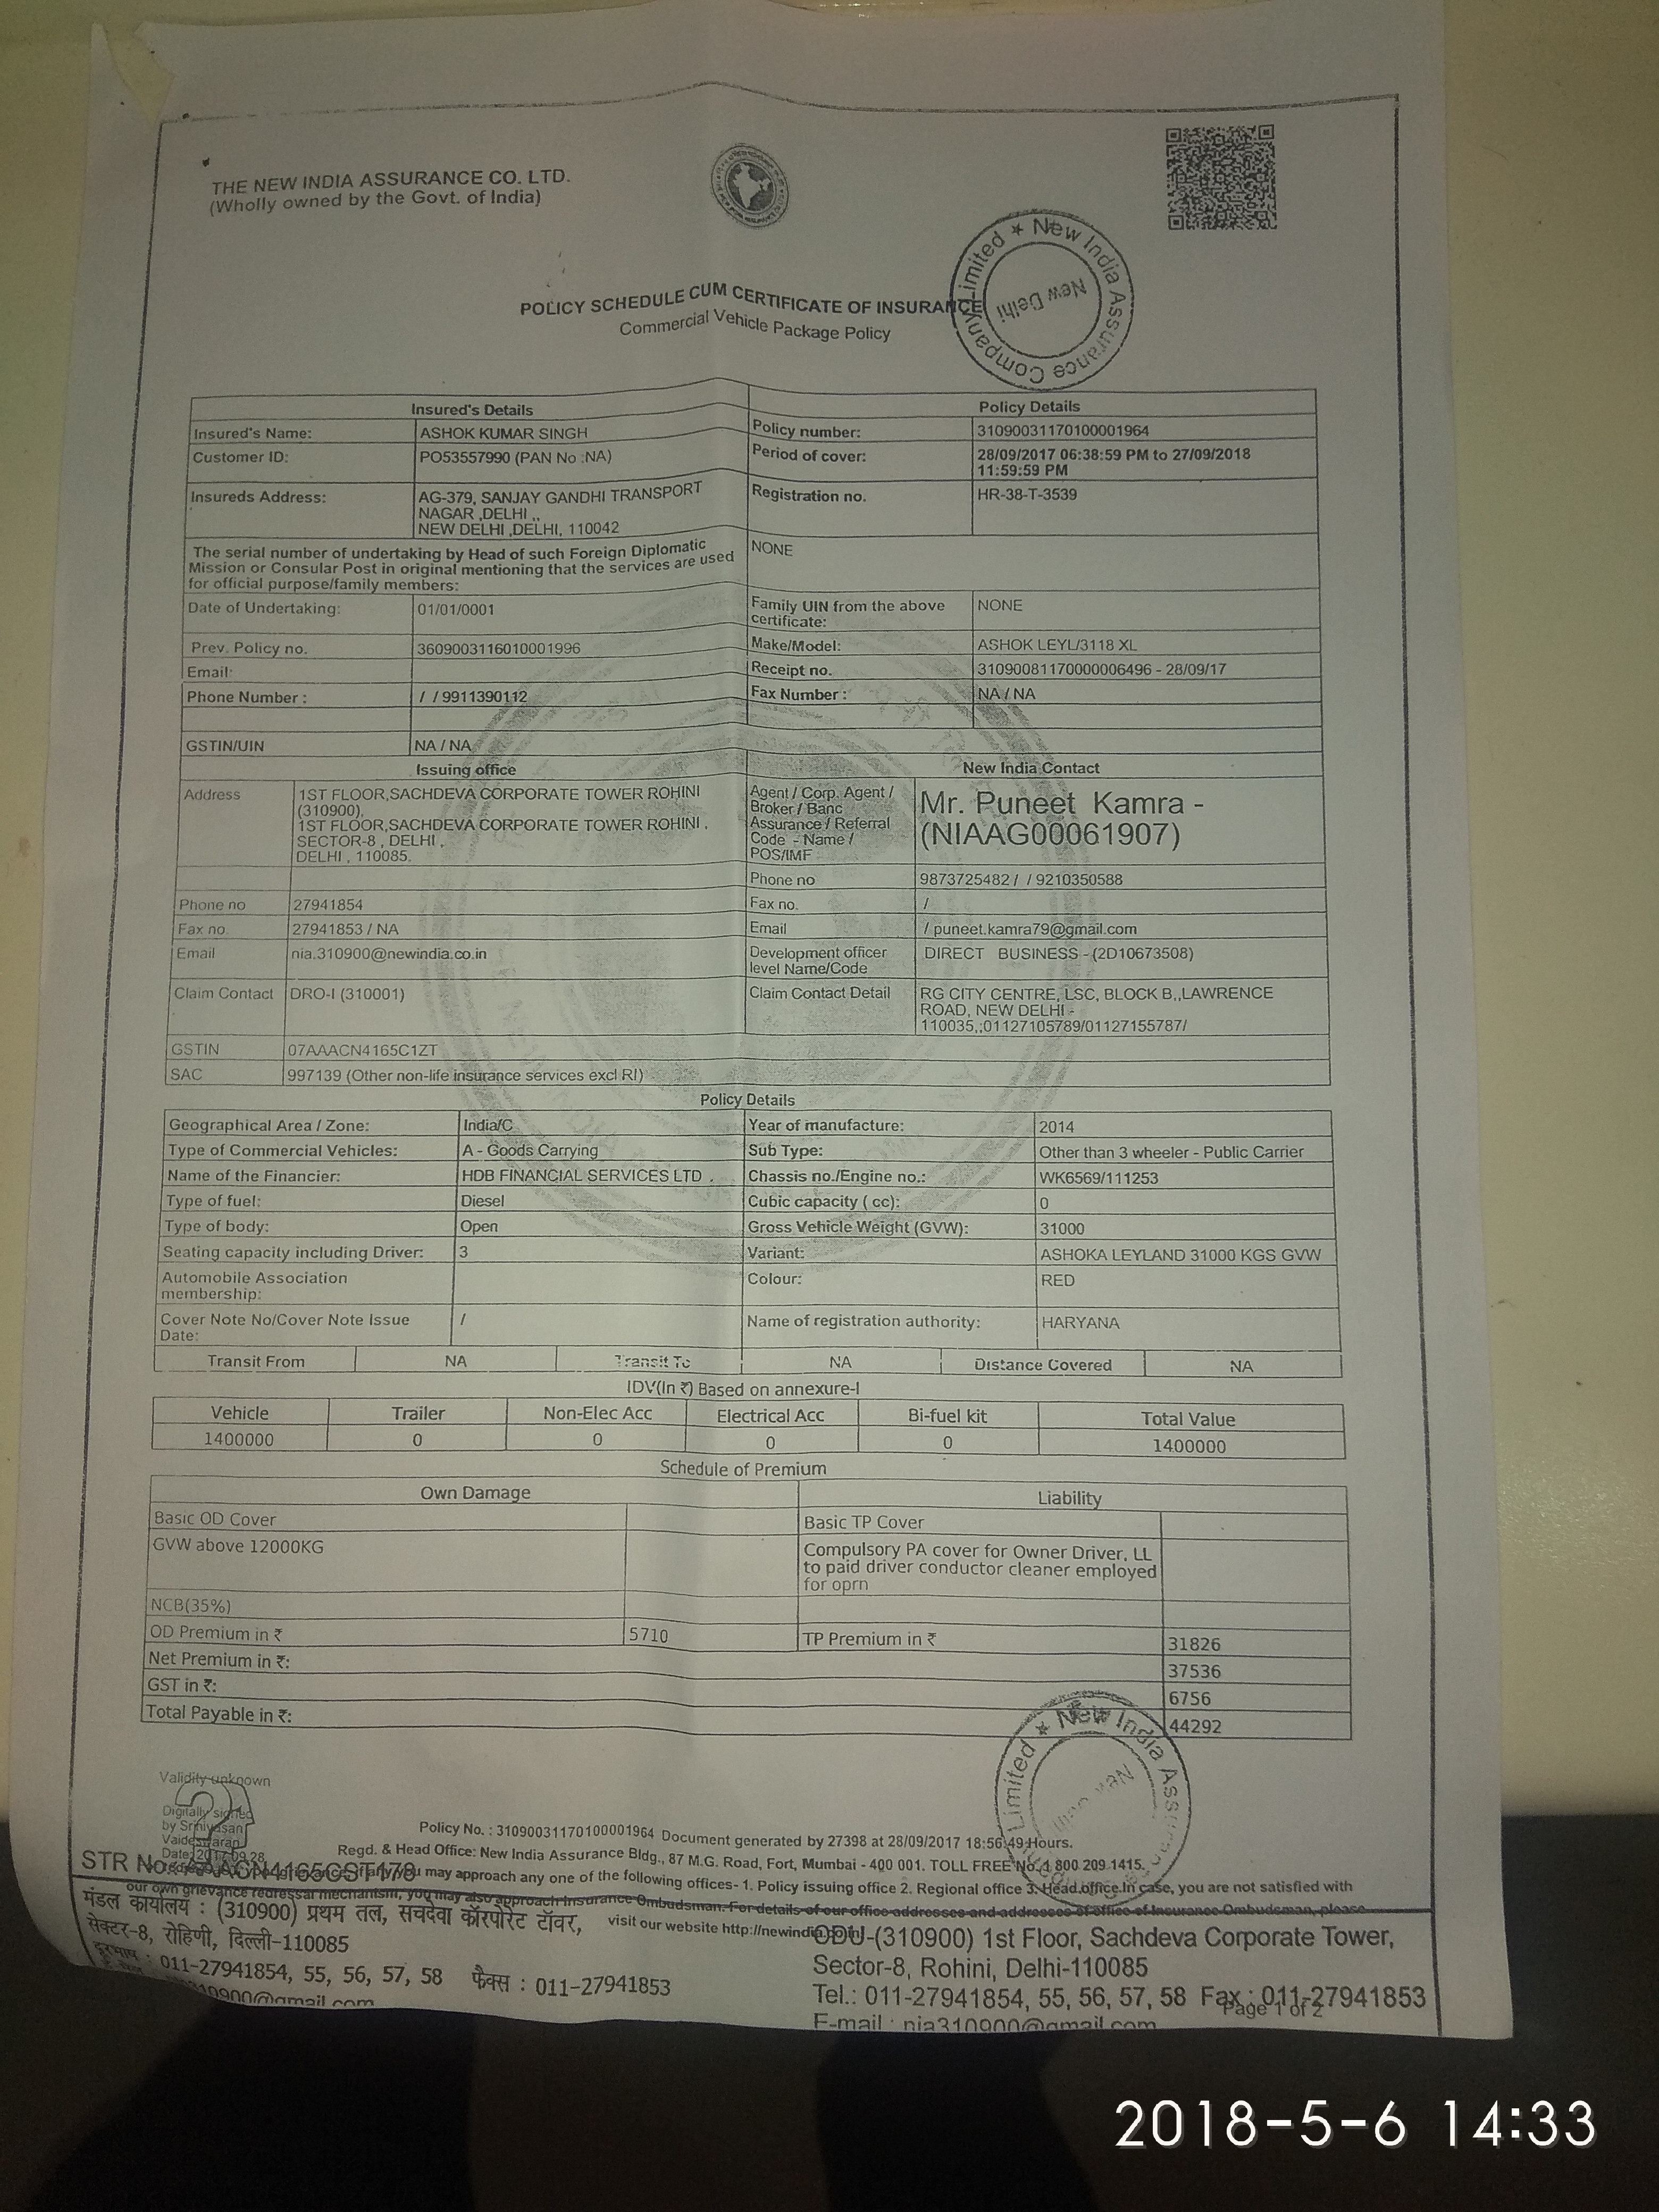 THE NEW INDIA ASSURANCE CO. LTD.
(Wholly owned by the Govt. of India)
New India Assurance Company Limited ★
New Delhi
POLICY SCHEDULE CUM CERTIFICATE OF INSURANCE
Commercial Vehicle Package Policy
Insured's Details Policy Details
Insured's Name: ASHOK KUMAR SINGH Policy number: 31090031170100001964
Customer ID: PO53557990 (PAN No :NA) Period of cover: 28/09/2017 06:38:59 PM to 27/09/2018
11:59:59 PM
Insureds Address: AG-379, SANJAY GANDHI TRANSPORT Registration no. HR-38-T-3539
NAGAR ,DELHI ,,
NEW DELHI ,DELHI, 110042
The serial number of undertaking by Head of such Foreign Diplomatic NONE
Mission or Consular Post in original mentioning that the services are used
for official purpose/family members:
Date of Undertaking: 01/01/0001 Family UIN from the above NONE
certificate:
Prev. Policy no. 3609003116010001996 Make/Model: ASHOK LEYL/3118 XL
Email: Receipt no. 31090081170000006496 - 28/09/17
Phone Number : / / 9911390112 Fax Number : NA / NA
GSTIN/UIN NA / NA
Issuing office New India Contact
Address 1ST FLOOR,SACHDEVA CORPORATE TOWER ROHINI Agent / Corp. Agent / Mr. Puneet Kamra -
(310900), Broker / Banc (NIAAG00061907)
1ST FLOOR,SACHDEVA CORPORATE TOWER ROHINI , Assurance / Referral
SECTOR-8 , DELHI , Code - Name /
DELHI , 110085. POS/IMF
Phone no 9873725482 / / 9210350588
Phone no 27941854 Fax no. /
Fax no. 27941853 / NA Email / puneet.kamra79@gmail.com
Email nia.310900@newindia.co.in Development officer DIRECT BUSINESS - (2D10673508)
level Name/Code
Claim Contact DRO-I (310001) Claim Contact Detail RG CITY CENTRE, LSC, BLOCK B,,LAWRENCE
ROAD, NEW DELHI -
110035,;01127105789/01127155787/
GSTIN 07AAACN4165C1ZT
SAC 997139 (Other non-life insurance services excl RI)
Policy Details
Geographical Area / Zone: India/C Year of manufacture: 2014
Type of Commercial Vehicles: A - Goods Carrying Sub Type: Other than 3 wheeler - Public Carrier
Name of the Financier: HDB FINANCIAL SERVICES LTD . Chassis no./Engine no.: WK6569/111253
Type of fuel: Diesel Cubic capacity ( cc): 0
Type of body: Open Gross Vehicle Weight (GVW): 31000
Seating capacity including Driver: 3 Variant: ASHOKA LEYLAND 31000 KGS GVW
Automobile Association Colour: RED
membership:
Cover Note No/Cover Note Issue / Name of registration authority: HARYANA
Date:
Transit From NA Transit To NA Distance Covered NA
IDV(In ₹) Based on annexure-I
Vehicle Trailer Non-Elec Acc Electrical Acc Bi-fuel kit Total Value
1400000 0 0 0 0 1400000
Schedule of Premium
Own Damage Liability
Basic OD Cover Basic TP Cover
GVW above 12000KG Compulsory PA cover for Owner Driver, LL
to paid driver conductor cleaner employed
for oprn
NCB(35%)
OD Premium in ₹ 5710 TP Premium in ₹ 31826
Net Premium in ₹: 37536
GST in ₹: 6756
Total Payable in ₹: 44292
Limited ★ New India
Validity unknown
Digitally signed
by Srinivasan
Vaideswaran
Date: 2017.09.28
Policy No. : 31090031170100001964 Document generated by 27398 at 28/09/2017 18:56:49 Hours.
Regd. & Head Office: New India Assurance Bldg., 87 M.G. Road, Fort, Mumbai - 400 001. TOLL FREE No. 1 800 209 1415.
STR No.
you may approach any one of the following offices- 1. Policy issuing office 2. Regional office 3. Head office.In case, you are not satisfied with
our own grievance redressal mechanism, you may also approach Insurance Ombudsman. For details of our office addresses and addresses of office of Insurance Ombudsman, please
visit our website http://newindia
मंडल कार्यालय : (310900) प्रथम तल, सचदेवा कॉरपोरेट टॉवर,
सेक्टर-8, रोहिणी, दिल्ली-110085
दूरभाष : 011-27941854, 55, 56, 57, 58 फैक्स : 011-27941853
ODU-(310900) 1st Floor, Sachdeva Corporate Tower,
Sector-8, Rohini, Delhi-110085
Tel.: 011-27941854, 55, 56, 57, 58 Fax : 011-27941853
Page 1 of 2
E-mail : nia310900@gmail.com
2018-5-6 14:33